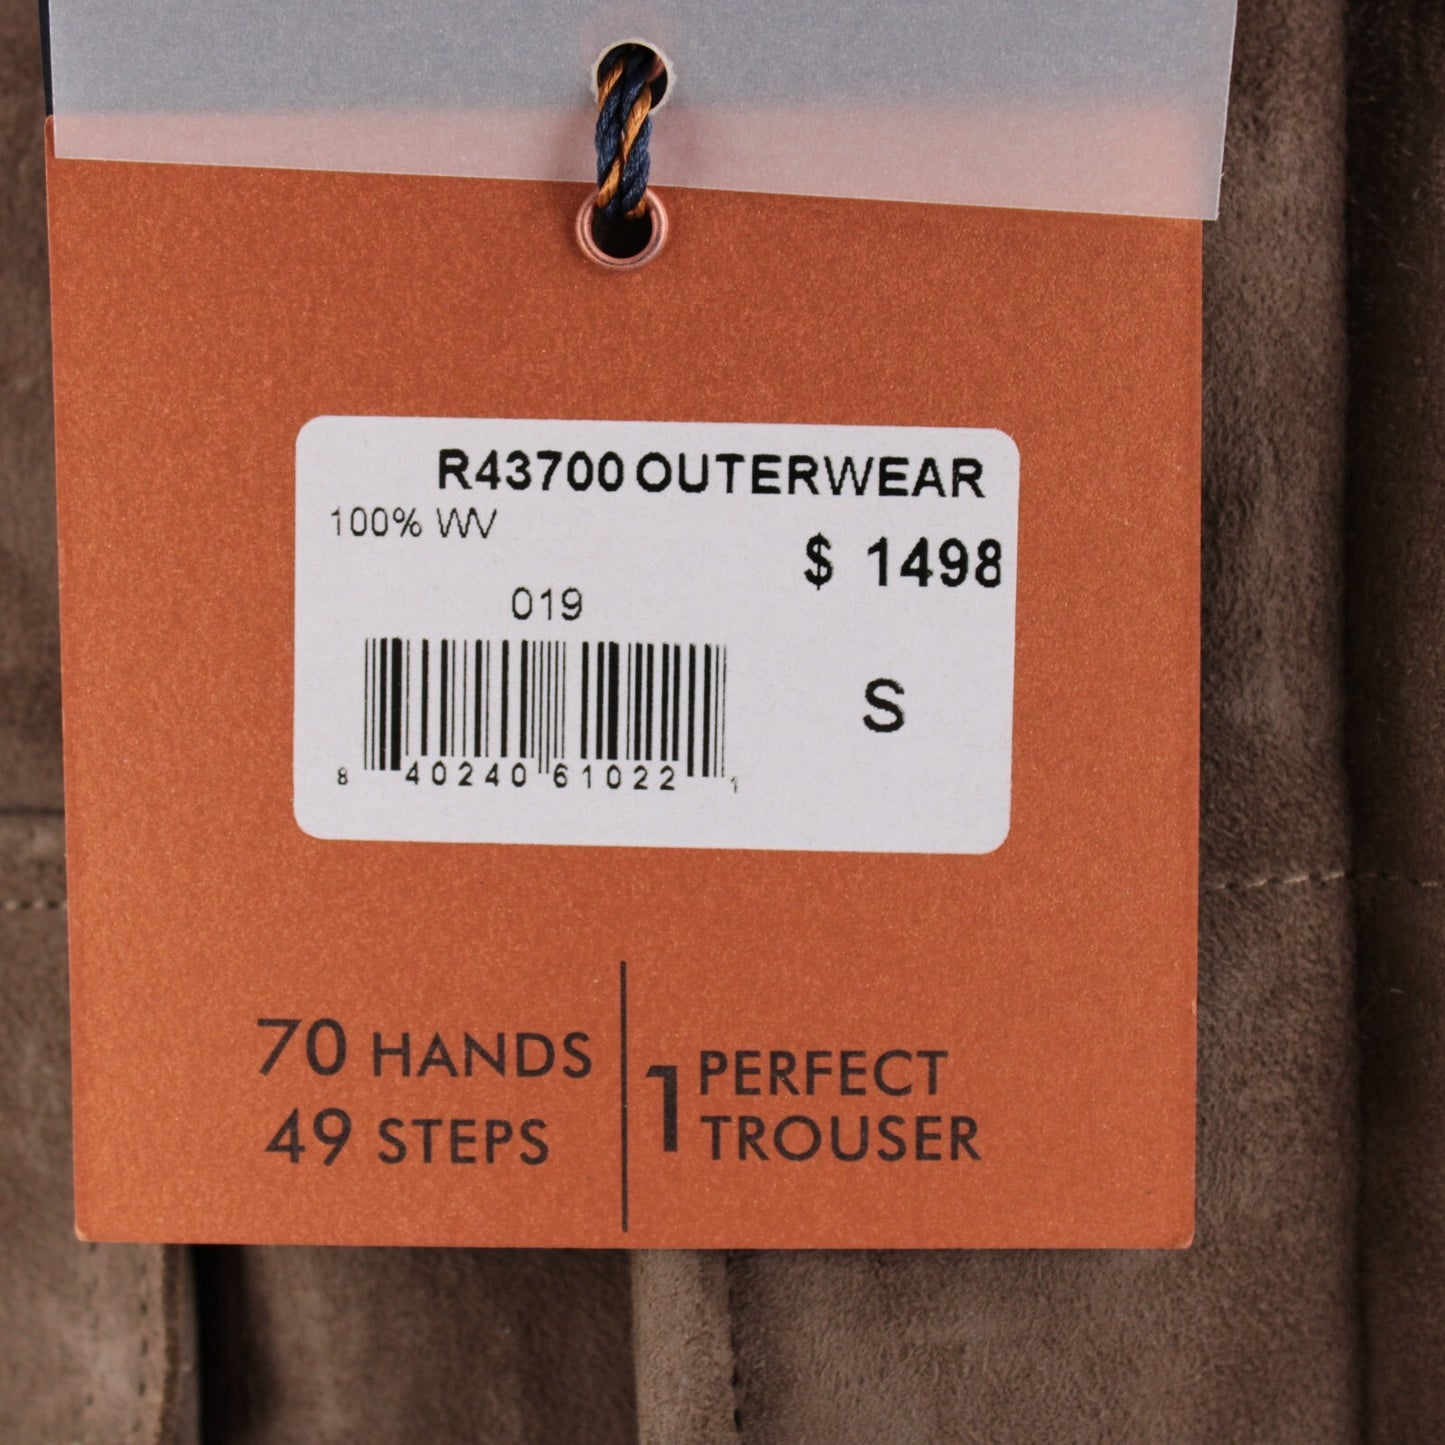 R43700 OUTERWEAR
100% WV
$ 1498
019
S
8 40240 61022 1
70 HANDS
49 STEPS
1 PERFECT
TROUSER